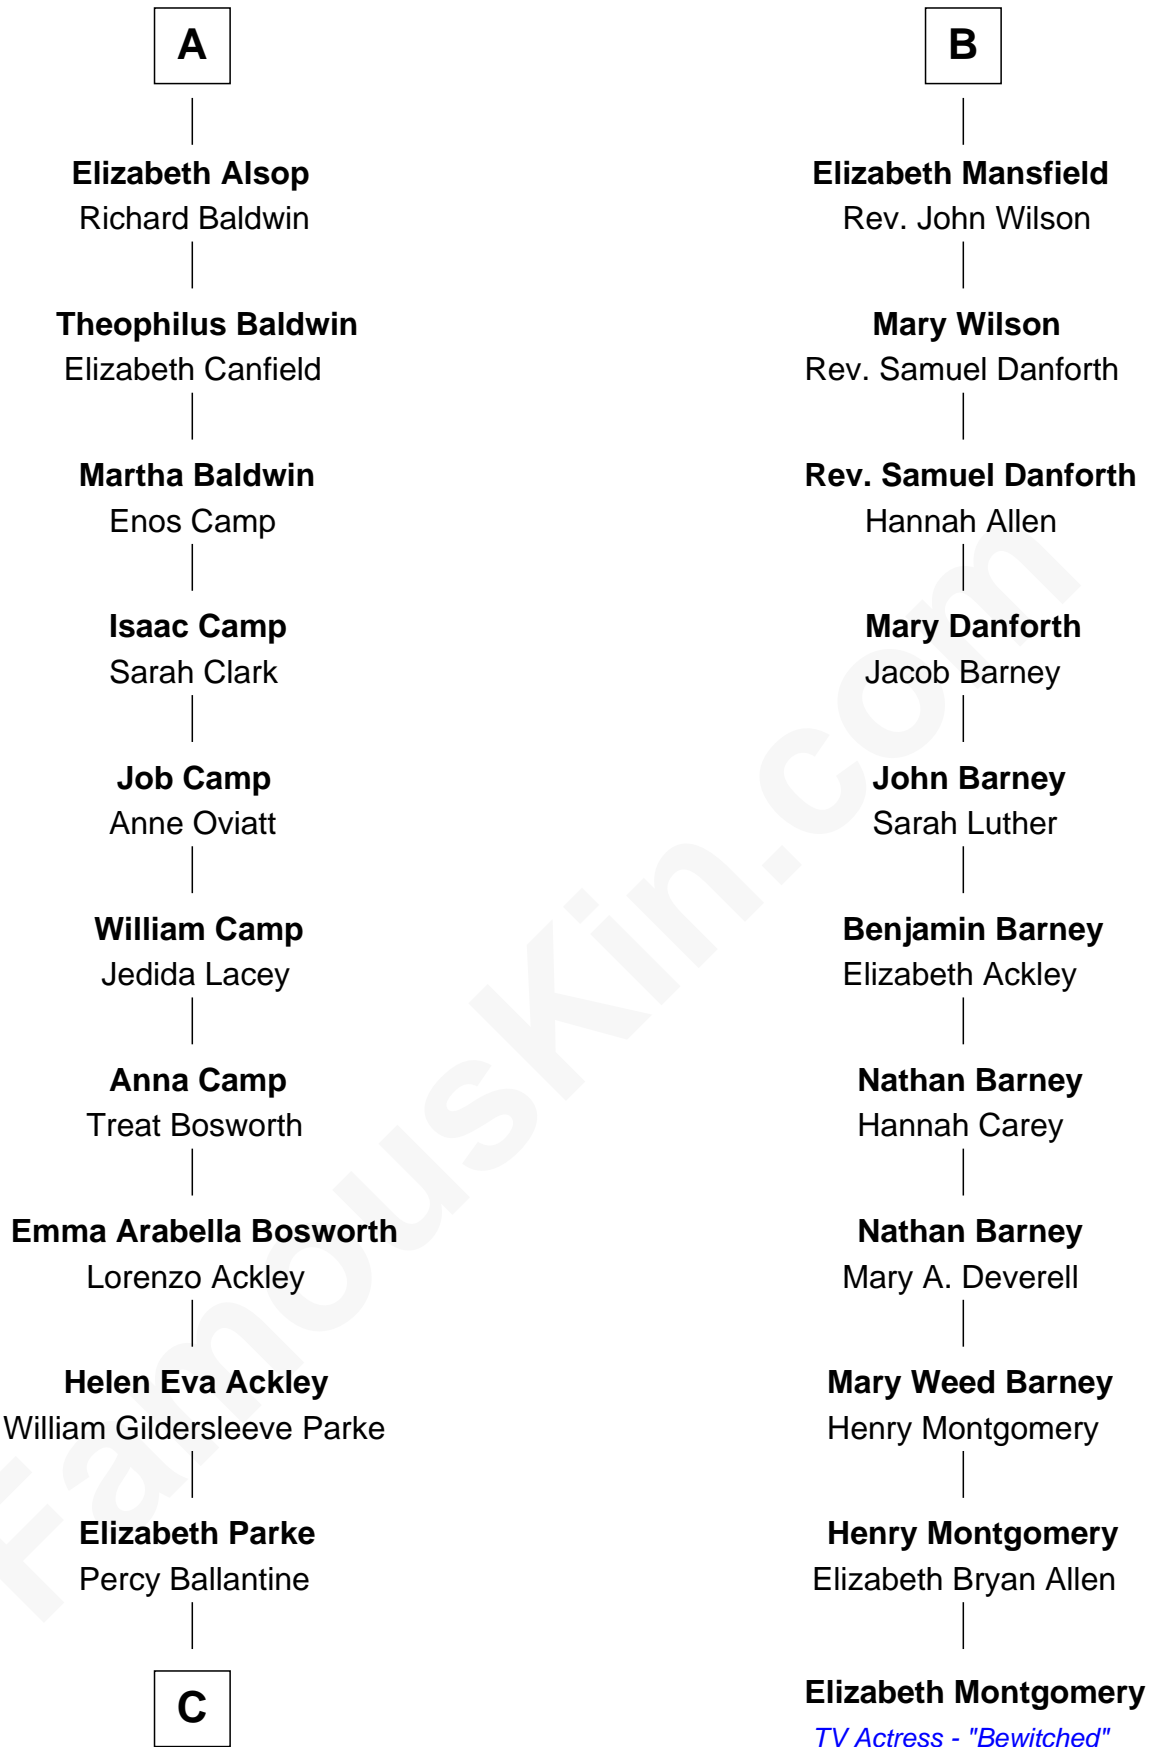 A
Elizabeth Alsop
Richard Baldwin
Theophilus Baldwin
Elizabeth Canfield
Martha Baldwin
Enos Camp
Isaac Camp
Sarah Clark
Job Camp
Anne Oviatt
William Camp
Jedida Lacey
Anna Camp
Treat Bosworth
Emma Arabella Bosworth
Lorenzo Ackley
Helen Eva Ackley
William Gildersleeve Parke
Elizabeth Parke
Percy Ballantine
C
B
Elizabeth Mansfield
Rev. John Wilson
Mary Wilson
Rev. Samuel Danforth
Rev. Samuel Danforth
Hannah Allen
Mary Danforth
Jacob Barney
John Barney
Sarah Luther
Benjamin Barney
Elizabeth Ackley
Nathan Barney
Hannah Carey
Nathan Barney
Mary A. Deverell
Mary Weed Barney
Henry Montgomery
Henry Montgomery
Elizabeth Bryan Allen
Elizabeth Montgomery
TV Actress - "Bewitched"
FamousKin.com